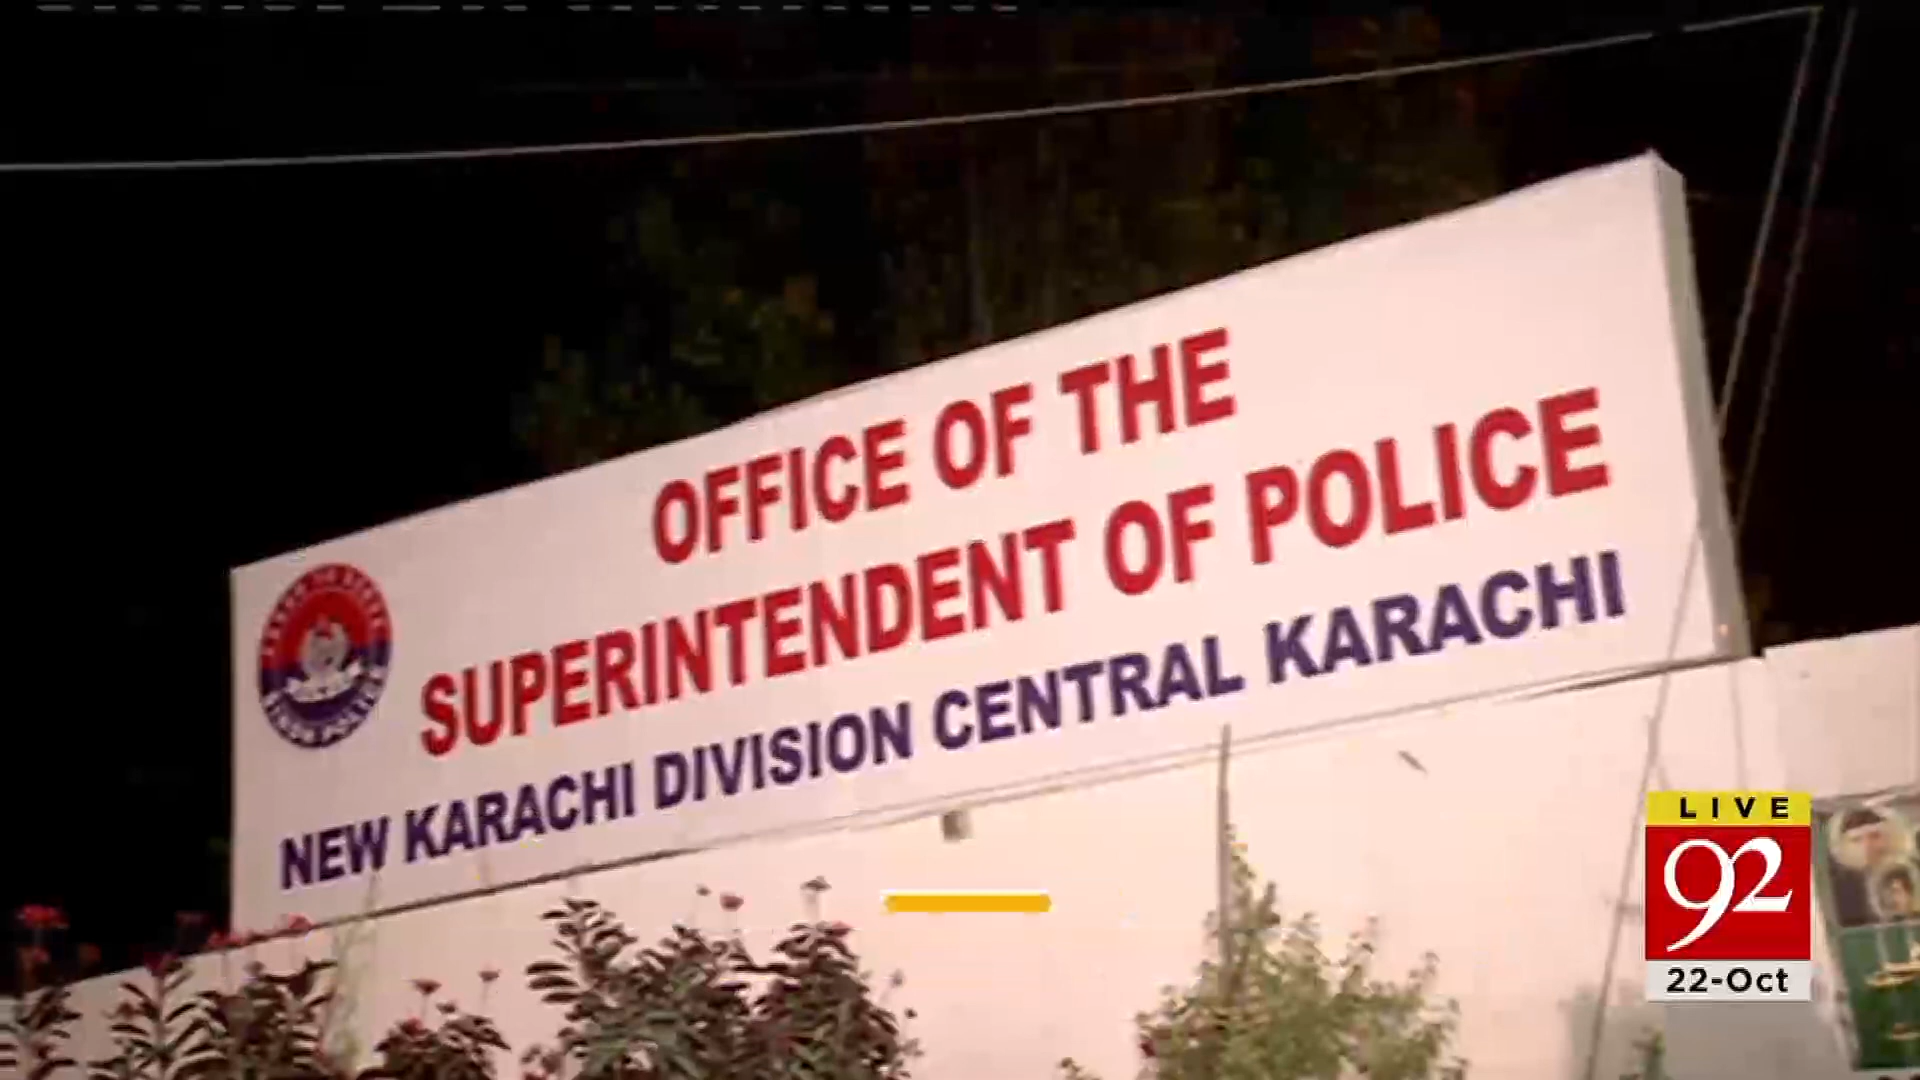 OFFICE OF THE
SUPERINTENDENT OF POLICE
NEW KARACHI DIVISION CENTRAL KARACHI
LIVE
92
22-Oct